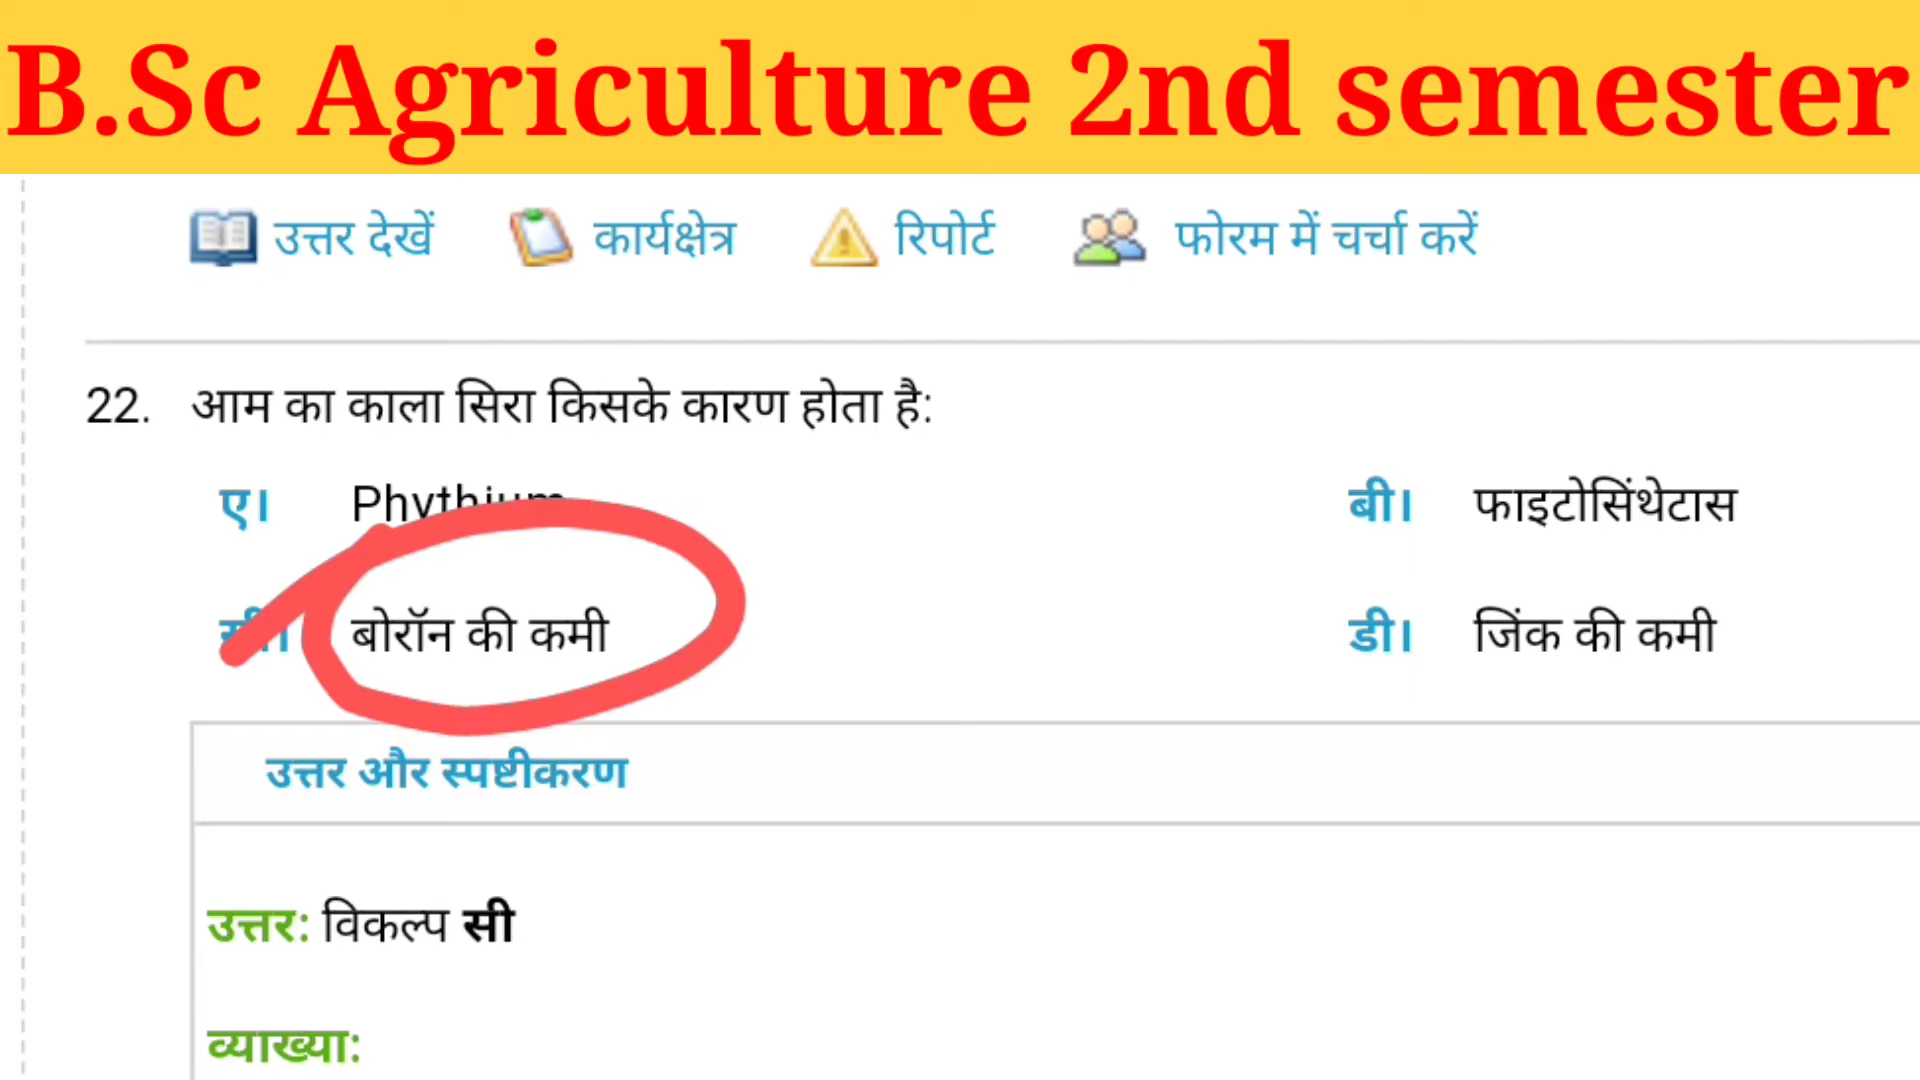 B.Sc Agriculture 2nd semester
उत्तर देखें कार्यक्षेत्र रिपोर्ट फोरम में चर्चा करें
22. आम का काला सिरा किसके कारण होता है:
ए। Phythium बी। फाइटोसिंथेटास
सी। बोरॉन की कमी डी। जिंक की कमी
उत्तर और स्पष्टीकरण
उत्तर: विकल्प सी
व्याख्या: